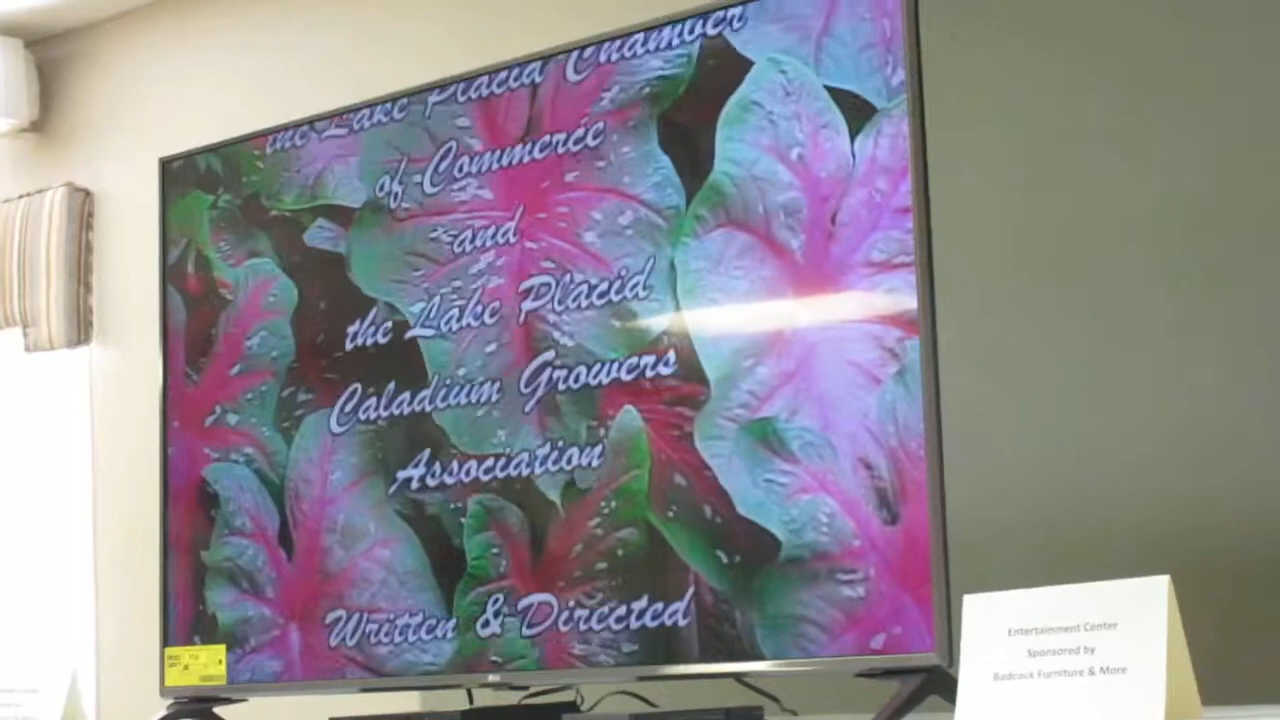 the Lake Placid Chamber
of Commerce
and
the Lake Placid
Caladium Growers
Association
Written & Directed
Entertainment Center
Sponsored by
Badcock Furniture & More